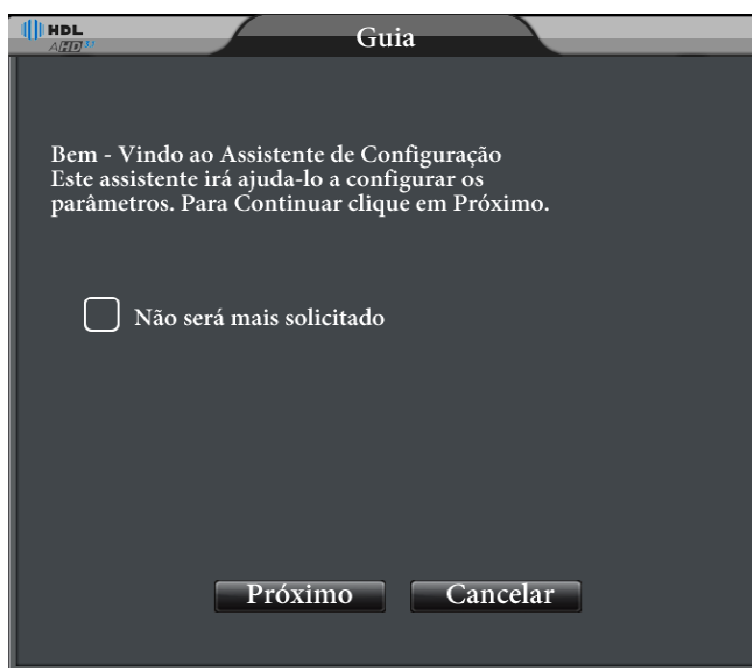 HDL
AHD
Guia
Bem - Vindo ao Assistente de Configuração
Este assistente irá ajuda-lo a configurar os
parâmetros. Para Continuar clique em Próximo.
Não será mais solicitado
Próximo
Cancelar